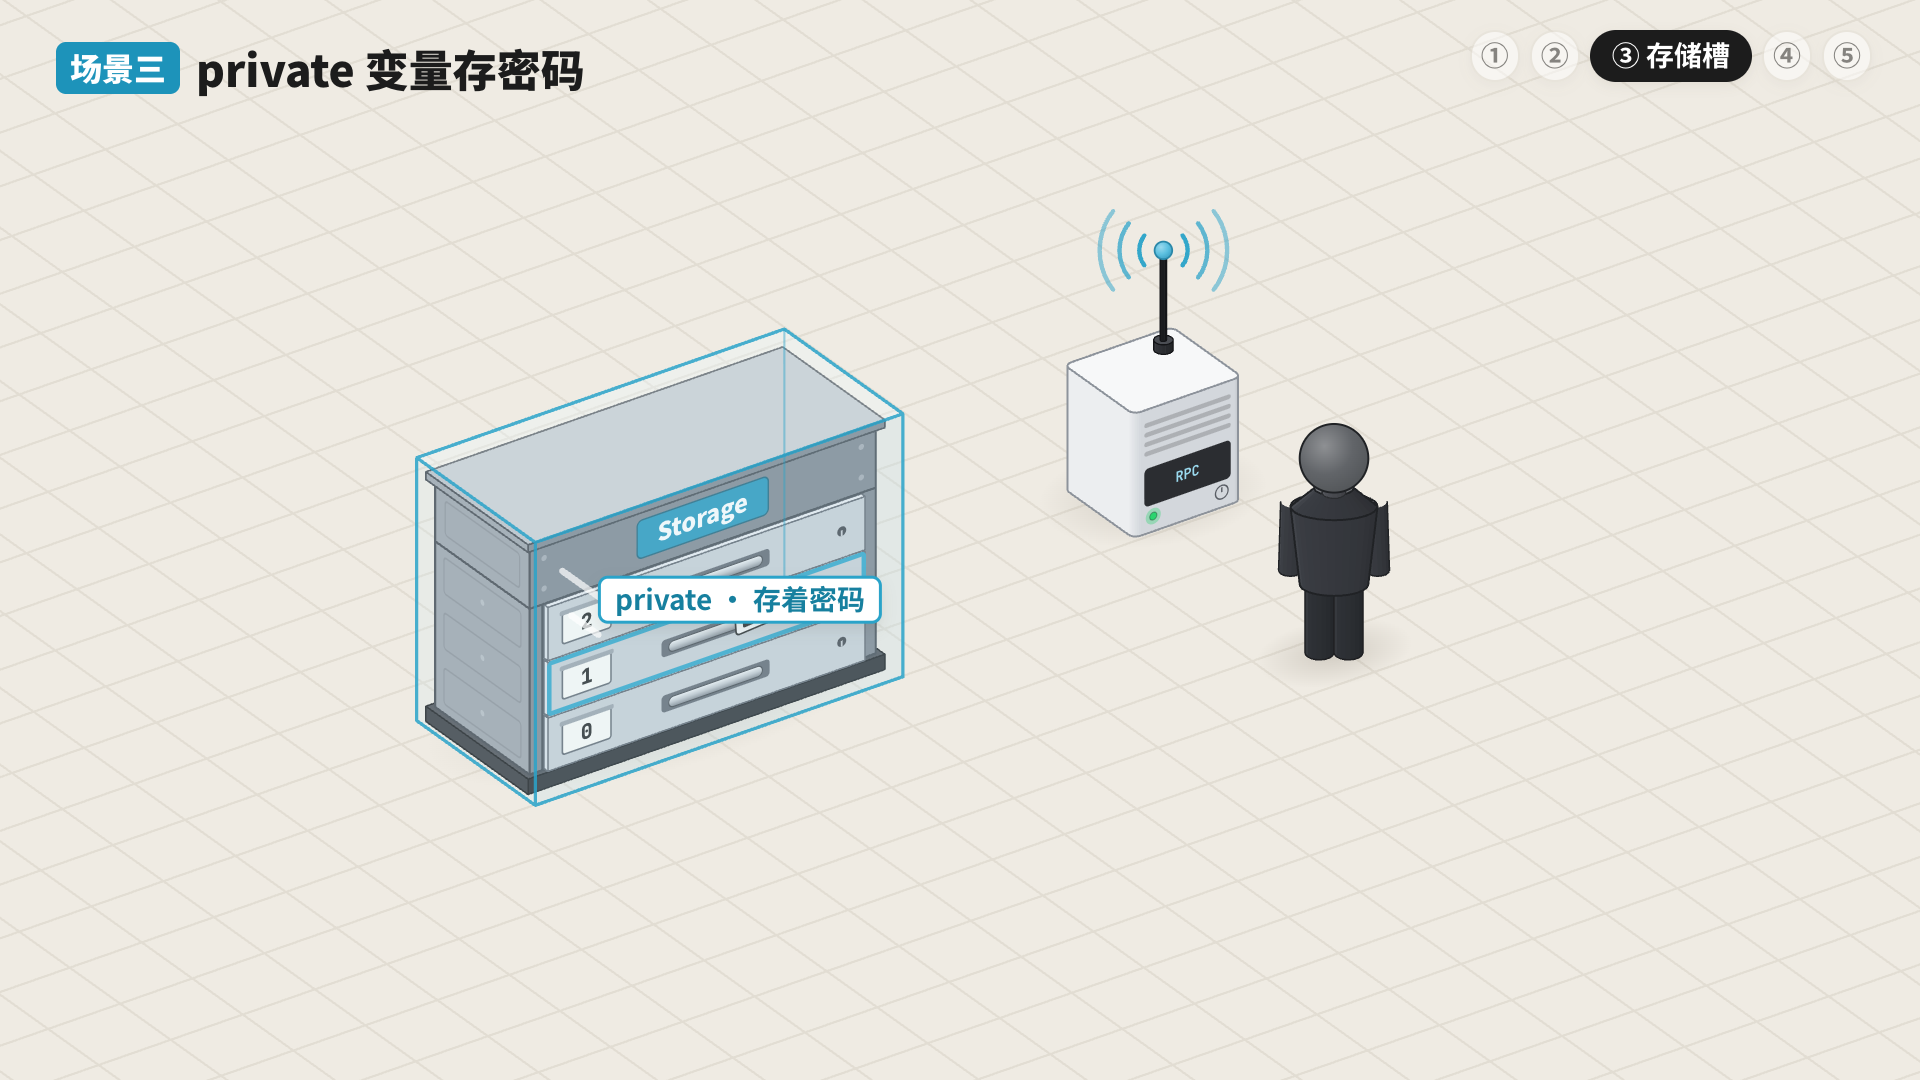 场景三 private 变量存密码
① ② ③ 存储槽 ④ ⑤
RPC
Storage
private · 存着密码
2
1
0